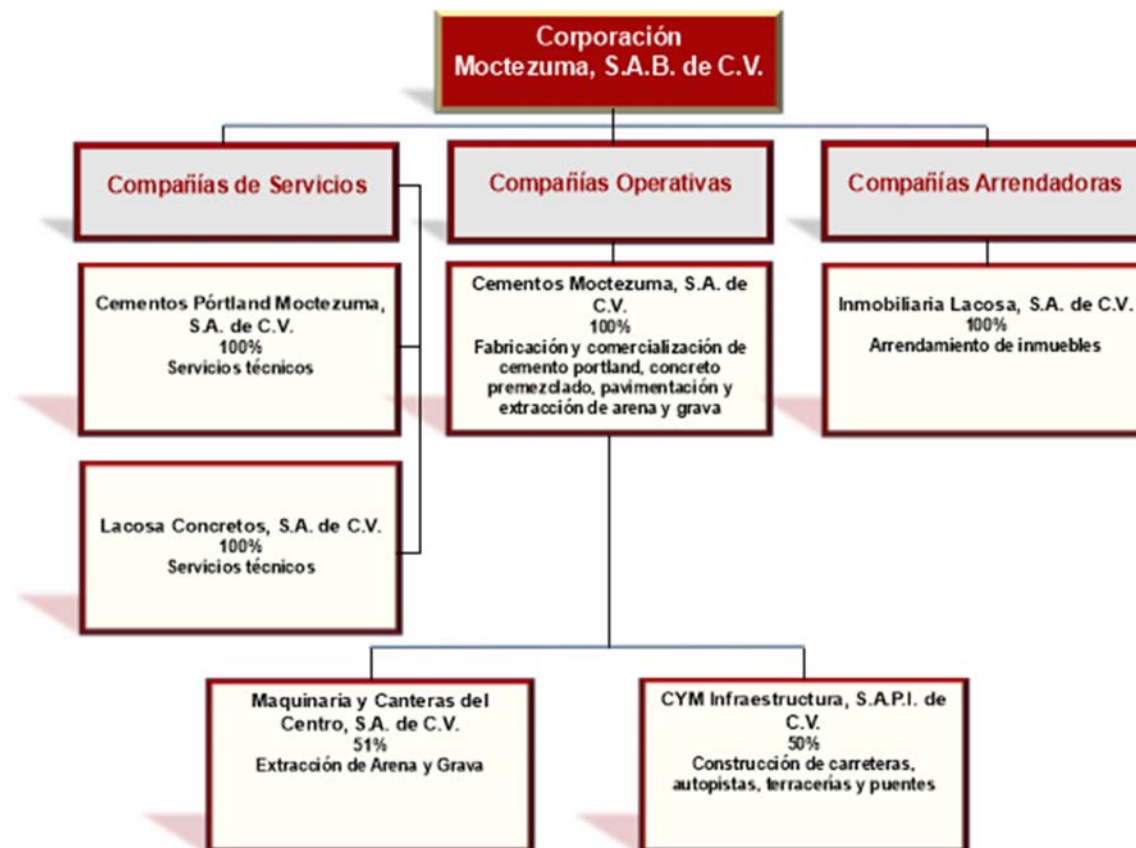 Corporación
Moctezuma, S.A.B. de C.V.
Compañías de Servicios
Compañías Operativas
Compañías Arrendadoras
Cementos Pórtland Moctezuma,
S.A. de C.V.
100%
Servicios técnicos
Cementos Moctezuma, S.A. de
C.V.
100%
Fabricación y comercialización de
cemento portland, concreto
premezclado, pavimentación y
extracción de arena y grava
Inmobiliaria Lacosa, S.A. de C.V.
100%
Arrendamiento de inmuebles
Lacosa Concretos, S.A. de C.V.
100%
Servicios técnicos
Maquinaria y Canteras del
Centro, S.A. de C.V.
51%
Extracción de Arena y Grava
CYM Infraestructura, S.A.P.I. de
C.V.
50%
Construcción de carreteras,
autopistas, terracerías y puentes